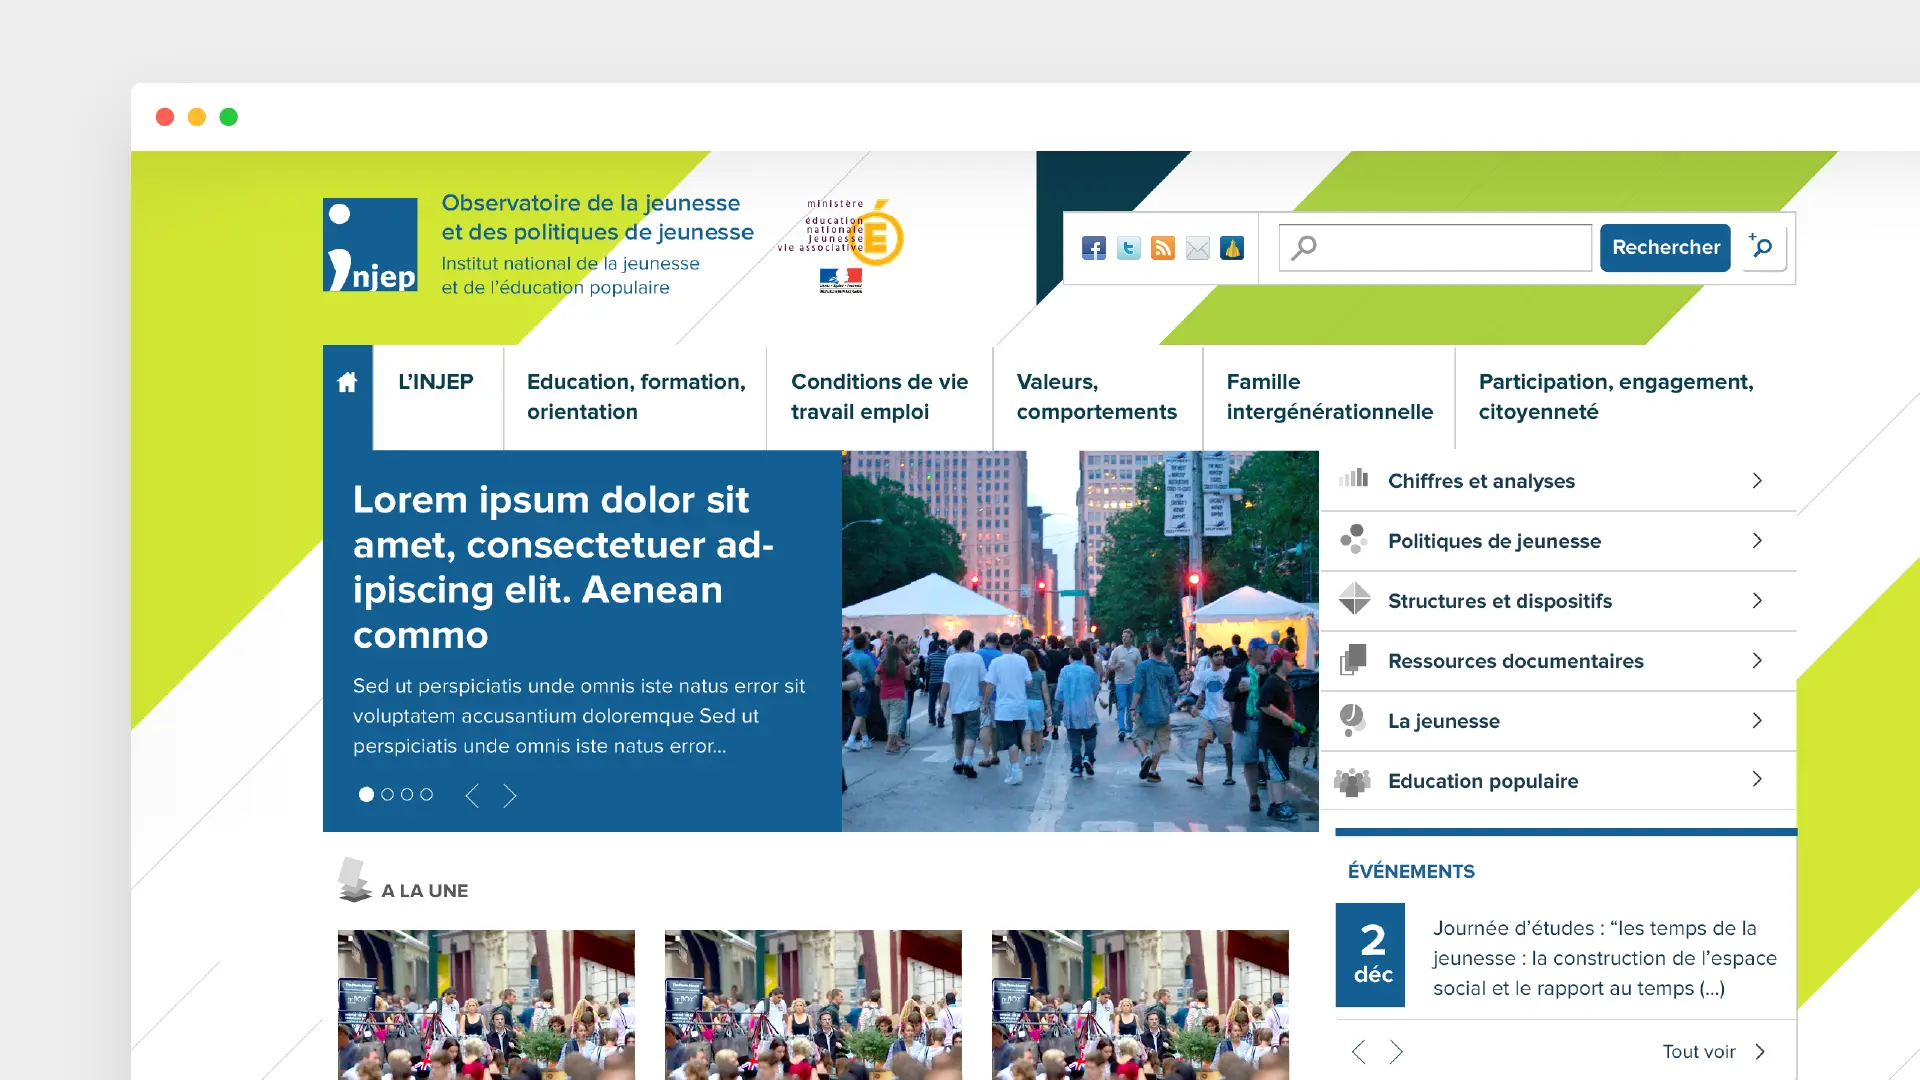 Observatoire de la jeunesse
et des politiques de jeunesse
Institut national de la jeunesse
et de l’éducation populaire
injep
ministère
éducation
nationale
jeunesse
vie associative
É
Rechercher
L’INJEP
Education, formation,
orientation
Conditions de vie
travail emploi
Valeurs,
comportements
Famille
intergénérationnelle
Participation, engagement,
citoyenneté
Lorem ipsum dolor sit
amet, consectetuer ad-
ipiscing elit. Aenean
commo
Sed ut perspiciatis unde omnis iste natus error sit
voluptatem accusantium doloremque Sed ut
perspiciatis unde omnis iste natus error...
Chiffres et analyses
Politiques de jeunesse
Structures et dispositifs
Ressources documentaires
La jeunesse
Education populaire
A LA UNE
ÉVÉNEMENTS
2
déc
Journée d’études : “les temps de la
jeunesse : la construction de l’espace
social et le rapport au temps (...)
Tout voir